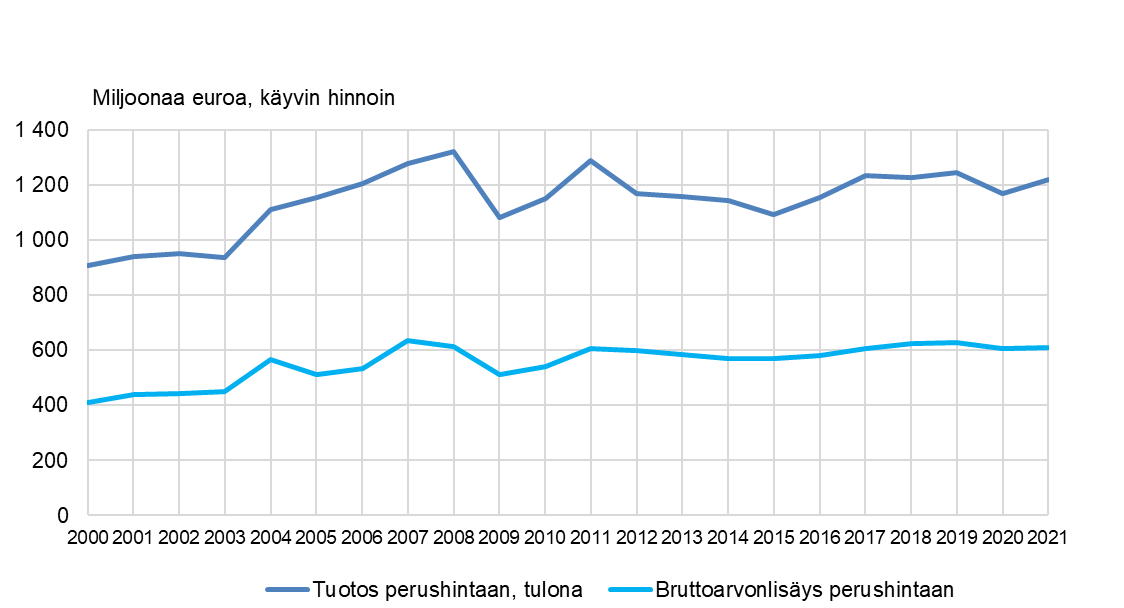 Miljoonaa euroa, käyvin hinnoin
1 400
1 200
1 000
800
600
400
200
0
2000 2001 2002 2003 2004 2005 2006 2007 2008 2009 2010 2011 2012 2013 2014 2015 2016 2017 2018 2019 2020 2021
Tuotos perushintaan, tulona Bruttoarvonlisäys perushintaan